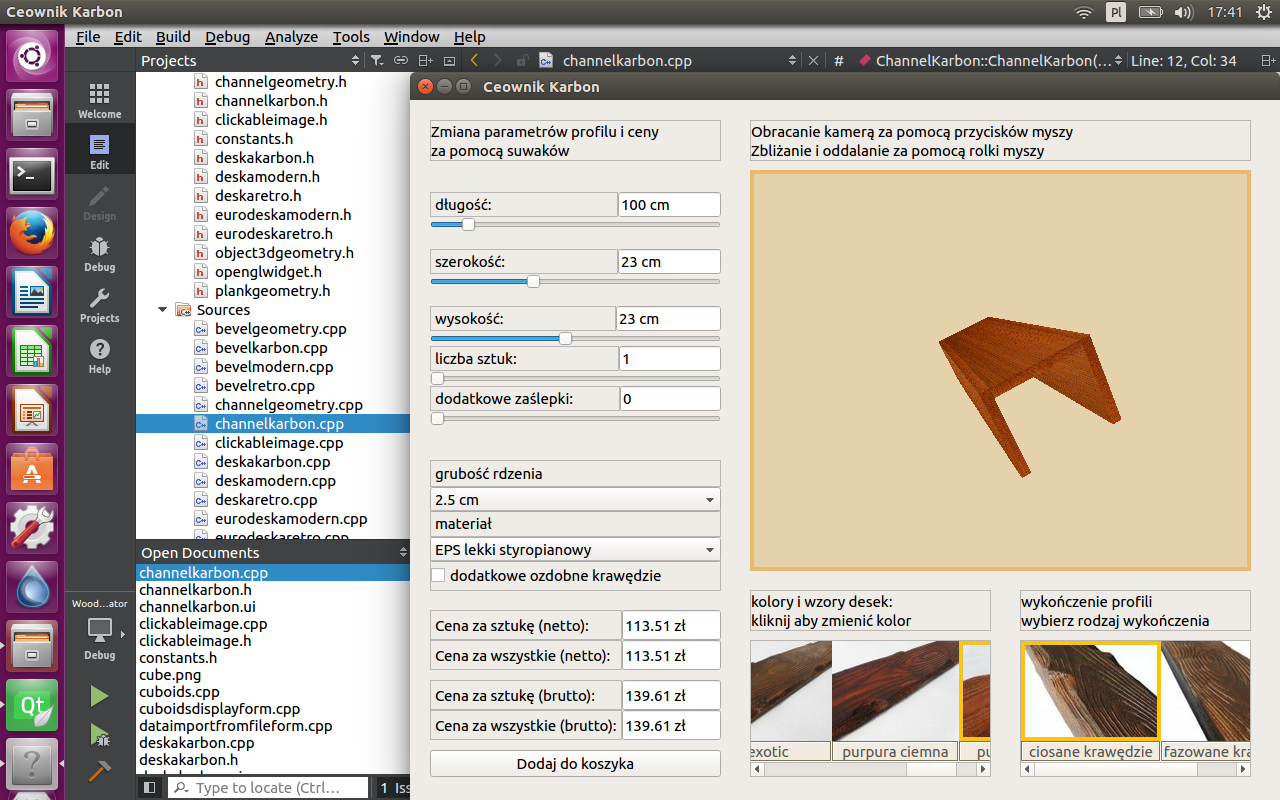 Ceownik Karbon
Pl
17:41
File Edit Build Debug Analyze Tools Window Help
Projects
channelkarbon.cpp
#
ChannelKarbon::ChannelKarbon(...
Line: 12, Col: 34
Welcome
Edit
Design
Debug
Projects
Help
Wood...ator
Debug
Qt
channelgeometry.h
channelkarbon.h
clickableimage.h
constants.h
deskakarbon.h
deskamodern.h
deskaretro.h
eurodeskamodern.h
eurodeskaretro.h
object3dgeometry.h
openglwidget.h
plankgeometry.h
Sources
bevelgeometry.cpp
bevelkarbon.cpp
bevelmodern.cpp
bevelretro.cpp
channelgeometry.cpp
channelkarbon.cpp
clickableimage.cpp
deskakarbon.cpp
deskamodern.cpp
deskaretro.cpp
eurodeskamodern.cpp
eurodeskaretro.cpp
Open Documents
channelkarbon.cpp
channelkarbon.h
channelkarbon.ui
clickableimage.cpp
clickableimage.h
constants.h
cube.png
cuboids.cpp
cuboidsdisplayform.cpp
dataimportfromfileform.cpp
deskakarbon.cpp
deskakarbon.h
Type to locate (Ctrl...
1 Iss
Ceownik Karbon
Zmiana parametrów profilu i ceny
za pomocą suwaków
długość:
100 cm
szerokość:
23 cm
wysokość:
23 cm
liczba sztuk:
1
dodatkowe zaślepki:
0
grubość rdzenia
2.5 cm
materiał
EPS lekki styropianowy
dodatkowe ozdobne krawędzie
Cena za sztukę (netto):
113.51 zł
Cena za wszystkie (netto):
113.51 zł
Cena za sztukę (brutto):
139.61 zł
Cena za wszystkie (brutto):
139.61 zł
Dodaj do koszyka
Obracanie kamerą za pomocą przycisków myszy
Zbliżanie i oddalanie za pomocą rolki myszy
kolory i wzory desek:
kliknij aby zmienić kolor
exotic
purpura ciemna
pu
wykończenie profili
wybierz rodzaj wykończenia
ciosane krawędzie
fazowane kra